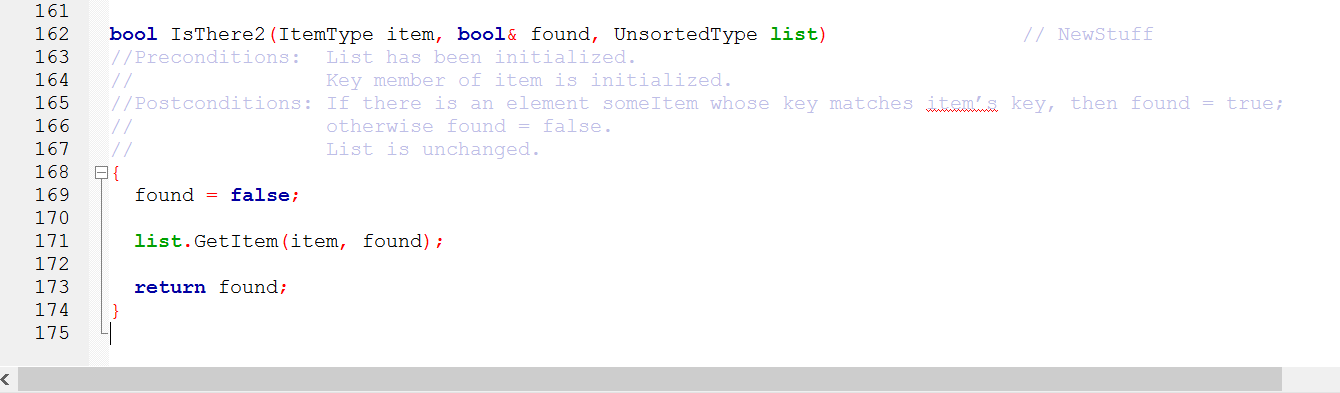 161
162 bool IsThere2(ItemType item, bool& found, UnsortedType list) // NewStuff
163 //Preconditions: List has been initialized.
164 // Key member of item is initialized.
165 //Postconditions: If there is an element someItem whose key matches item’s key, then found = true;
166 // otherwise found = false.
167 // List is unchanged.
168 {
169 found = false;
170
171 list.GetItem(item, found);
172
173 return found;
174 }
175